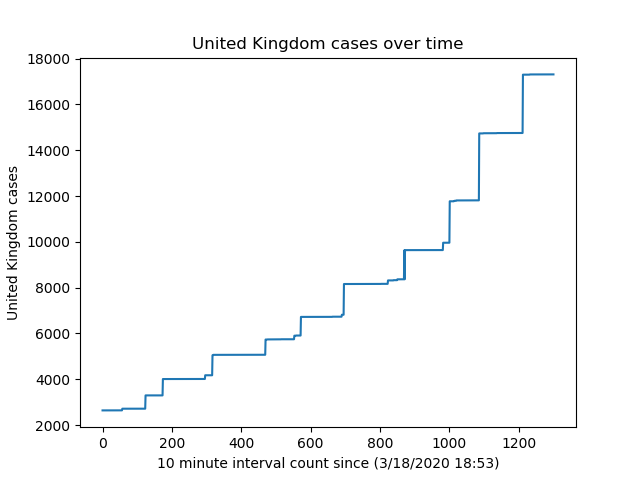 United Kingdom cases over time
18000
16000
14000
12000
10000
8000
6000
4000
2000
United Kingdom cases
0 200 400 600 800 1000 1200
10 minute interval count since (3/18/2020 18:53)